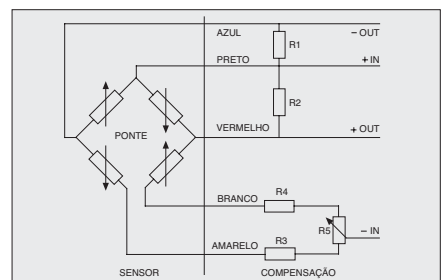 AZUL
− OUT
R1
PRETO
+ IN
R2
PONTE
VERMELHO
+ OUT
BRANCO
R4
R5
− IN
AMARELO
R3
SENSOR
COMPENSAÇÃO